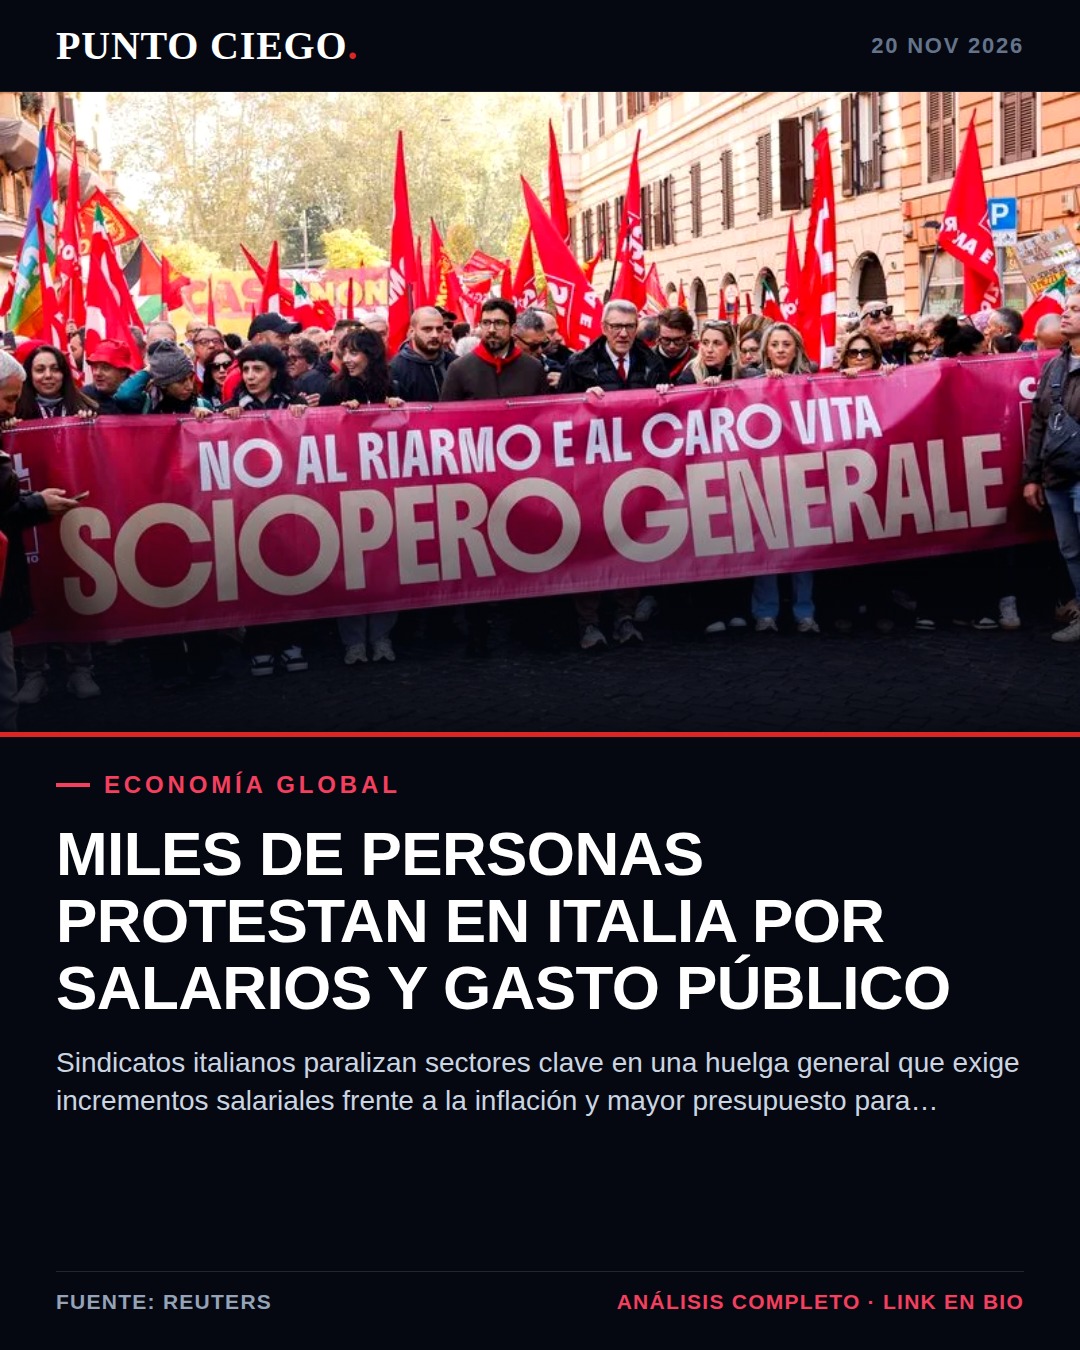 PUNTO CIEGO.
20 NOV 2026
P
NO AL RIARMO E AL CARO VITA
SCIOPERO GENERALE
ECONOMÍA GLOBAL
MILES DE PERSONAS
PROTESTAN EN ITALIA POR
SALARIOS Y GASTO PÚBLICO
Sindicatos italianos paralizan sectores clave en una huelga general que exige
incrementos salariales frente a la inflación y mayor presupuesto para…
FUENTE: REUTERS
ANÁLISIS COMPLETO · LINK EN BIO